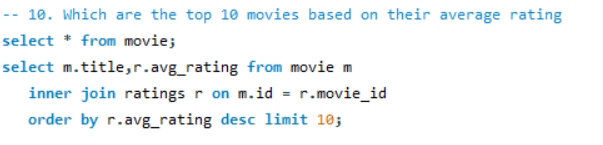 -- 10. Which are the top 10 movies based on their average rating
select * from movie;
select m.title,r.avg_rating from movie m
inner join ratings r on m.id = r.movie_id
order by r.avg_rating desc limit 10;